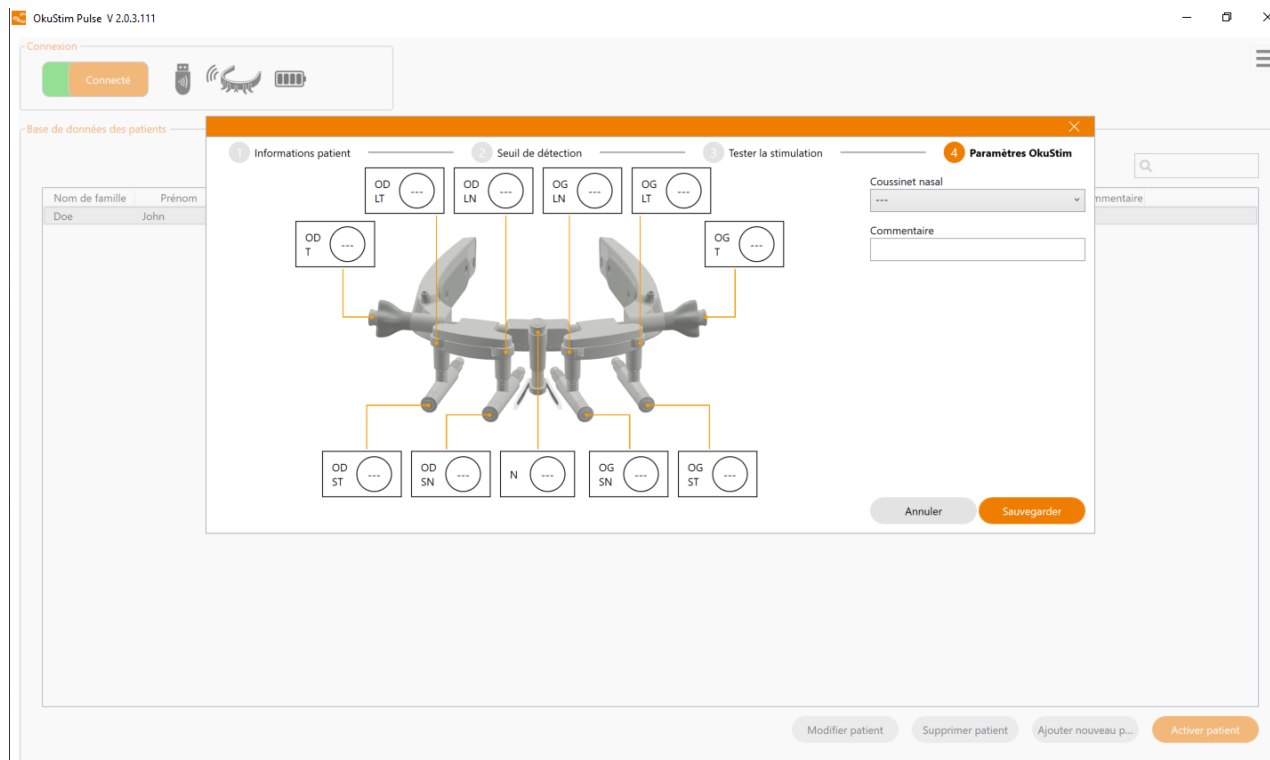 OkuStim Pulse V 2.0.3.111
Connexion
Connecté
Base de données des patients
1 Informations patient
2 Seuil de détection
3 Tester la stimulation
4 Paramètres OkuStim
Nom de famille Prénom
mmentaire
Doe John
OD LT ---
OD LN ---
OG LN ---
OG LT ---
OD T ---
OG T ---
Coussinet nasal
---
Commentaire
OD ST ---
OD SN ---
N ---
OG SN ---
OG ST ---
Annuler
Sauvegarder
Modifier patient
Supprimer patient
Ajouter nouveau p...
Activer patient